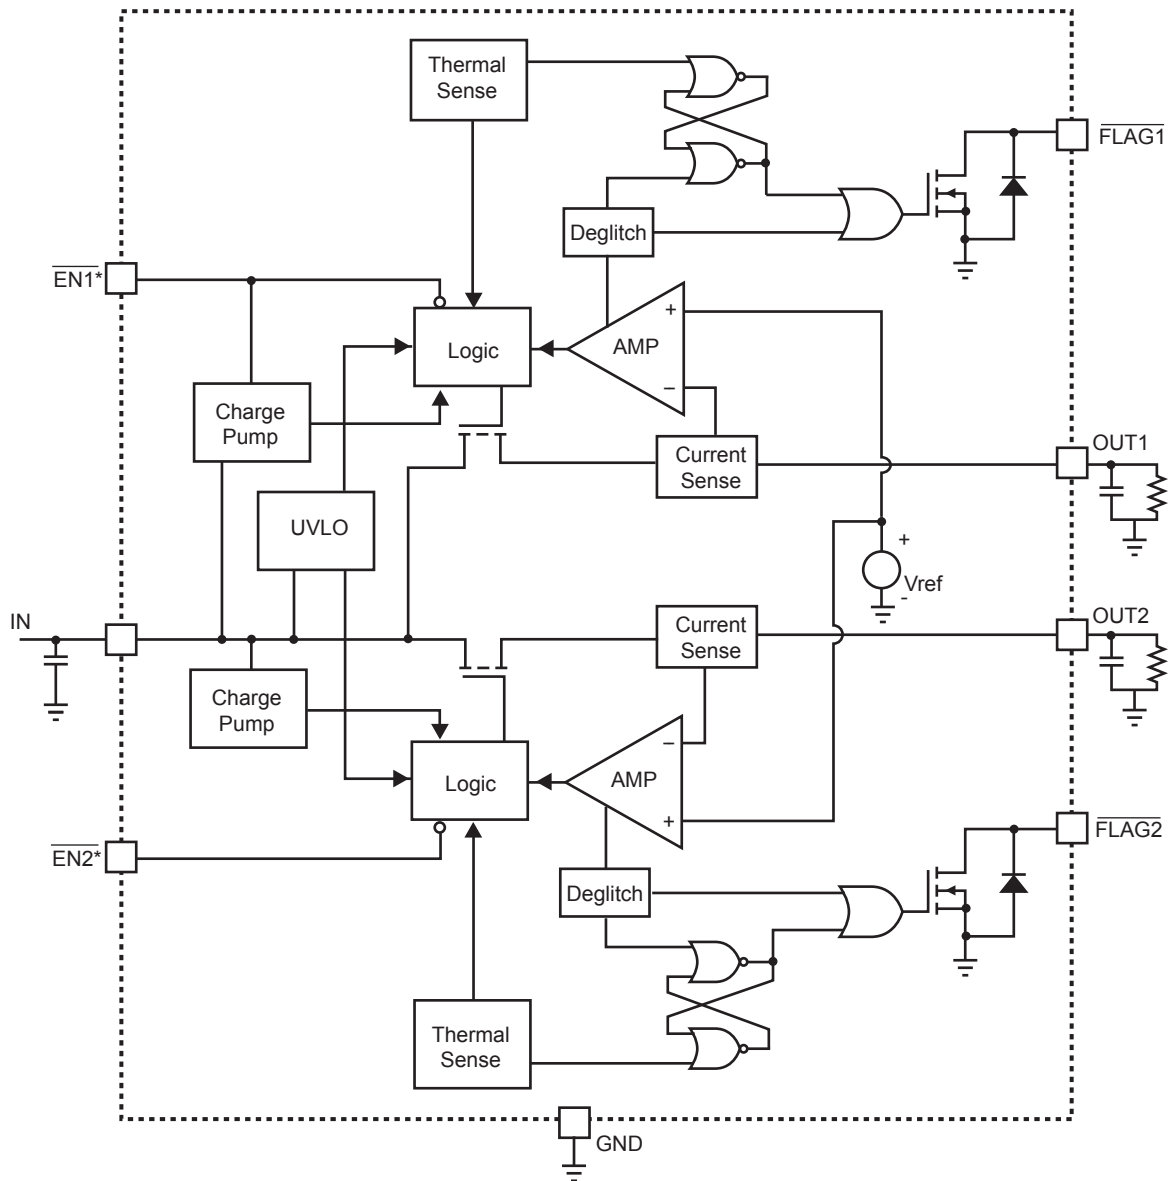 Thermal
Sense
FLAG1
Deglitch
EN1*
+
AMP
Logic
−
Charge
Pump
Current
Sense
OUT1
UVLO
+
Vref
-
IN
Current
Sense
OUT2
Charge
Pump
−
AMP
Logic
+
EN2*
FLAG2
Deglitch
Thermal
Sense
GND